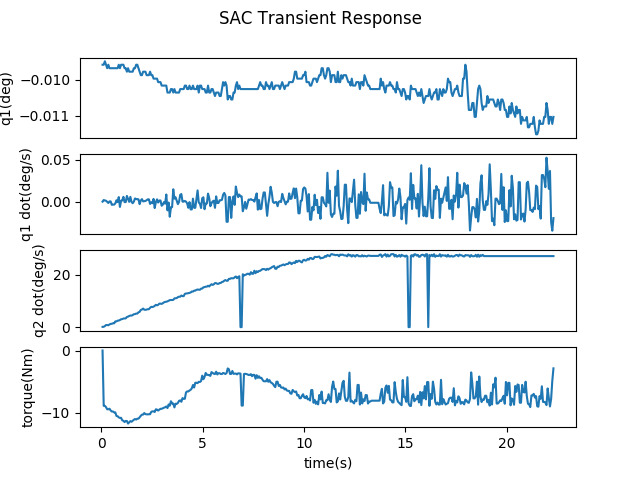 SAC Transient Response
−0.010
−0.011
q1(deg)
0.05
0.00
q1 dot(deg/s)
20
0
q2 dot(deg/s)
0
−10
torque(Nm)
0 5 10 15 20
time(s)